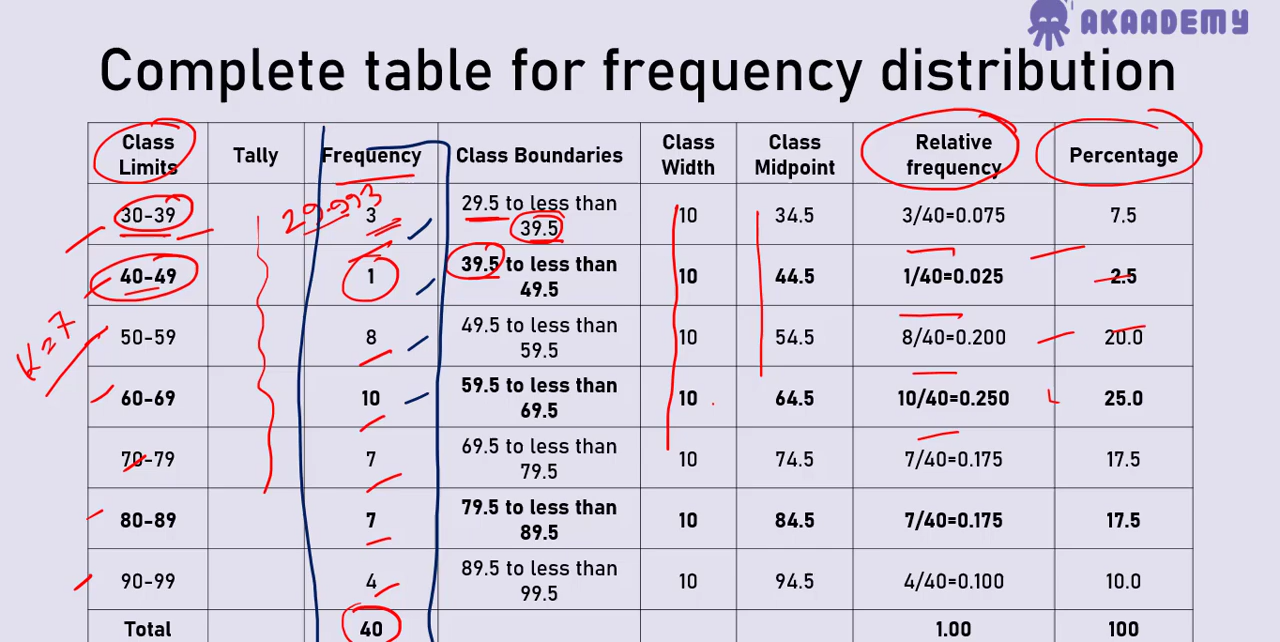 AKAADEMY
Complete table for frequency distribution
Class Limits Tally Frequency Class Boundaries Class Width Class Midpoint Relative frequency Percentage
30-39 3 29.5 to less than 39.5 10 34.5 3/40=0.075 7.5
29.993
40-49 1 39.5 to less than 49.5 10 44.5 1/40=0.025 2.5
50-59 8 49.5 to less than 59.5 10 54.5 8/40=0.200 20.0
K=7
60-69 10 59.5 to less than 69.5 10 64.5 10/40=0.250 25.0
70-79 7 69.5 to less than 79.5 10 74.5 7/40=0.175 17.5
80-89 7 79.5 to less than 89.5 10 84.5 7/40=0.175 17.5
90-99 4 89.5 to less than 99.5 10 94.5 4/40=0.100 10.0
Total 40 1.00 100